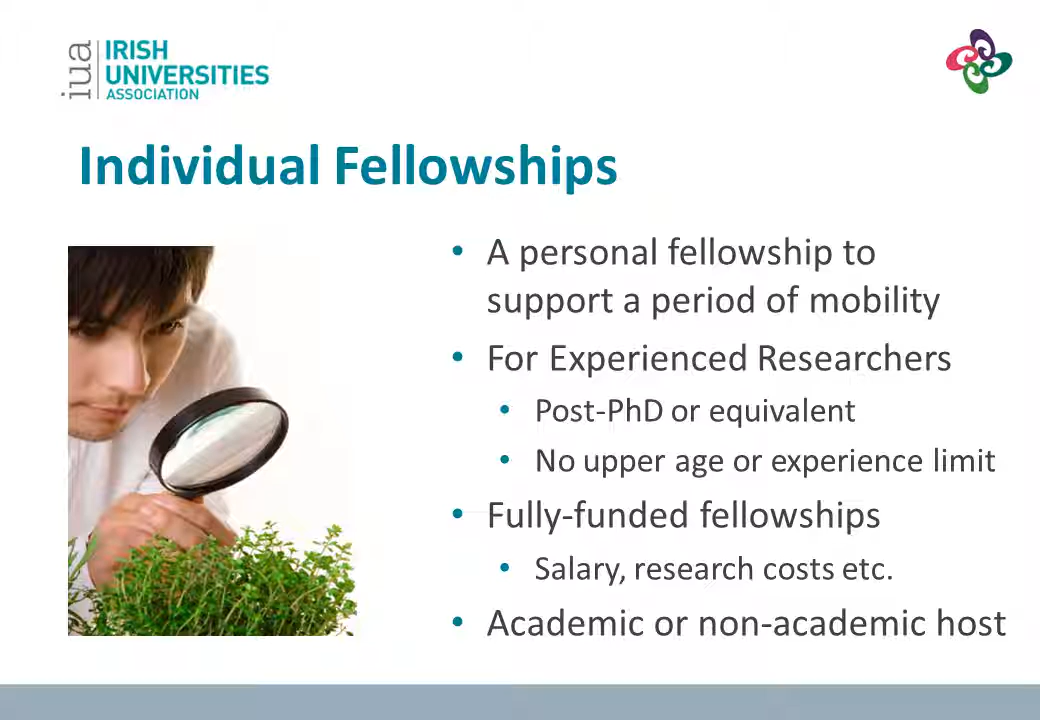 iua
IRISH
UNIVERSITIES
ASSOCIATION
Individual Fellowships
• A personal fellowship to
support a period of mobility
• For Experienced Researchers
• Post-PhD or equivalent
• No upper age or experience limit
• Fully-funded fellowships
• Salary, research costs etc.
• Academic or non-academic host